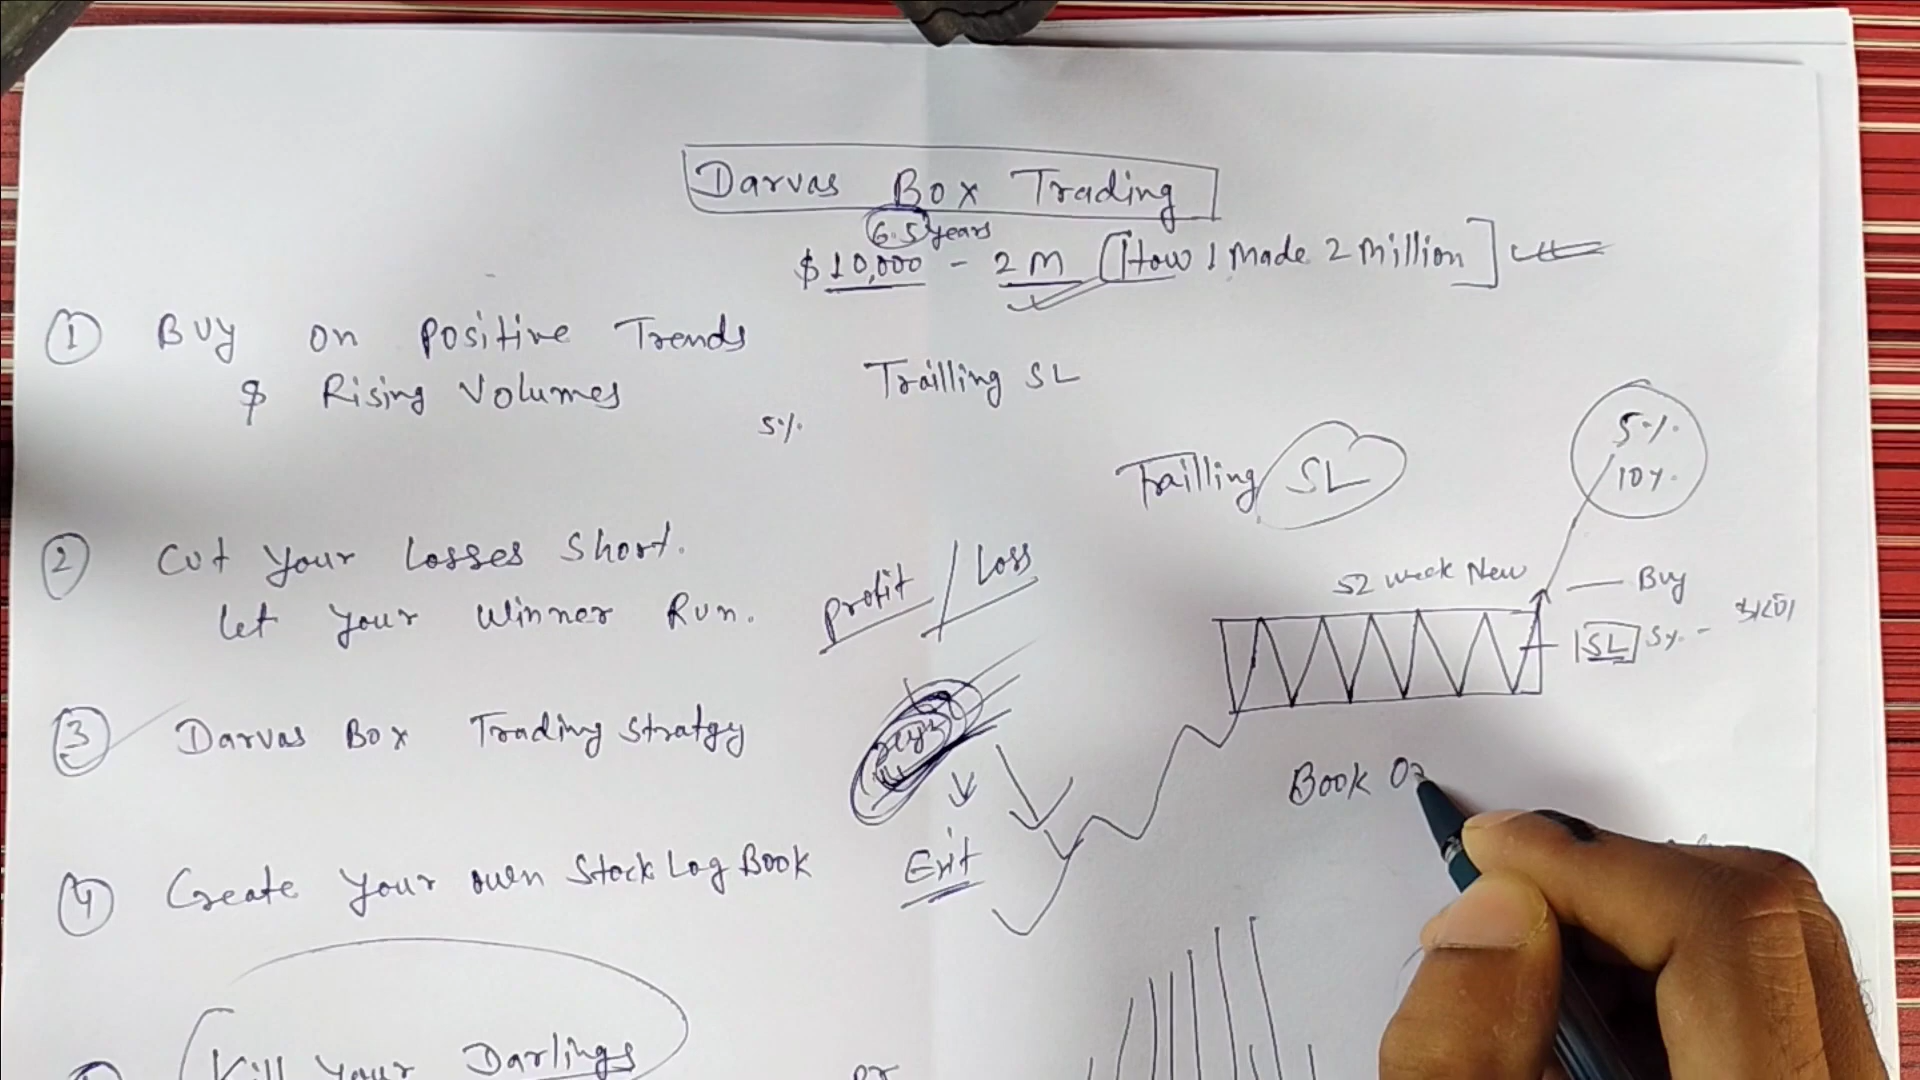 Darvas Box Trading
6.5 years
$10,000 - 2M [How I Made 2 Million]
① Buy on Positive Trends
& Rising Volumes
Trailling SL
5%
5%
10%
Trailling SL
② Cut your Losses Short.
Let your Winner Run.
Profit / Loss
52 week New
Buy
SL 5% -
③ Darvas Box Trading Stratgy
Book
④ Create your own Stock Log Book
Exit
Kill your Darlings
or